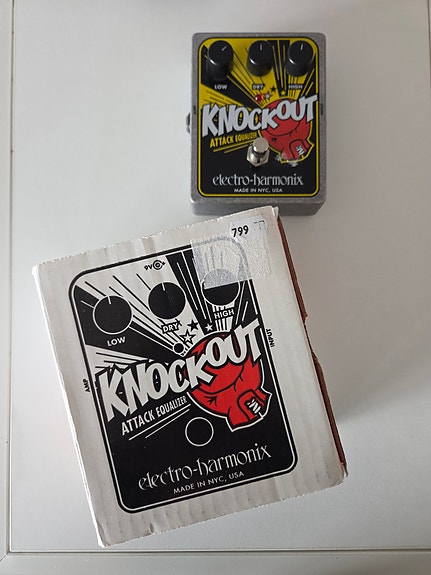 LOW DRY HIGH
KNOCKOUT
ATTACK EQUALIZER
electro-harmonix
MADE IN NYC, USA
799
9V
LOW DRY HIGH
AMP INPUT
KNOCKOUT
ATTACK EQUALIZER
electro-harmonix
MADE IN NYC, USA